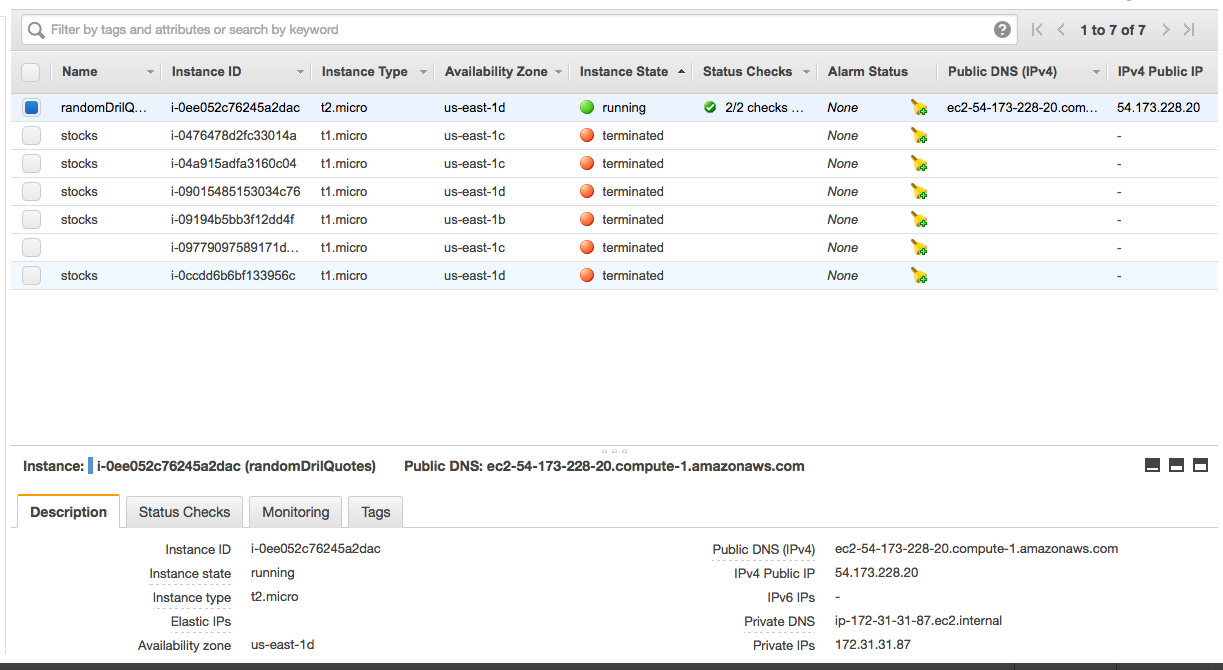 Filter by tags and attributes or search by keyword ? 1 to 7 of 7
Name Instance ID Instance Type Availability Zone Instance State Status Checks Alarm Status Public DNS (IPv4) IPv4 Public IP
randomDrilQ... i-0ee052c76245a2dac t2.micro us-east-1d running 2/2 checks ... None ec2-54-173-228-20.com... 54.173.228.20
stocks i-0476478d2fc33014a t1.micro us-east-1c terminated None -
stocks i-04a915adfa3160c04 t1.micro us-east-1c terminated None -
stocks i-09015485153034c76 t1.micro us-east-1d terminated None -
stocks i-09194b5bb3f12dd4f t1.micro us-east-1b terminated None -
i-09779097589171d... t1.micro us-east-1c terminated None -
stocks i-0ccdd6b6bf133956c t1.micro us-east-1d terminated None -
Instance: i-0ee052c76245a2dac (randomDrilQuotes) Public DNS: ec2-54-173-228-20.compute-1.amazonaws.com
Description Status Checks Monitoring Tags
Instance ID i-0ee052c76245a2dac Public DNS (IPv4) ec2-54-173-228-20.compute-1.amazonaws.com
Instance state running IPv4 Public IP 54.173.228.20
Instance type t2.micro IPv6 IPs -
Elastic IPs Private DNS ip-172-31-31-87.ec2.internal
Availability zone us-east-1d Private IPs 172.31.31.87